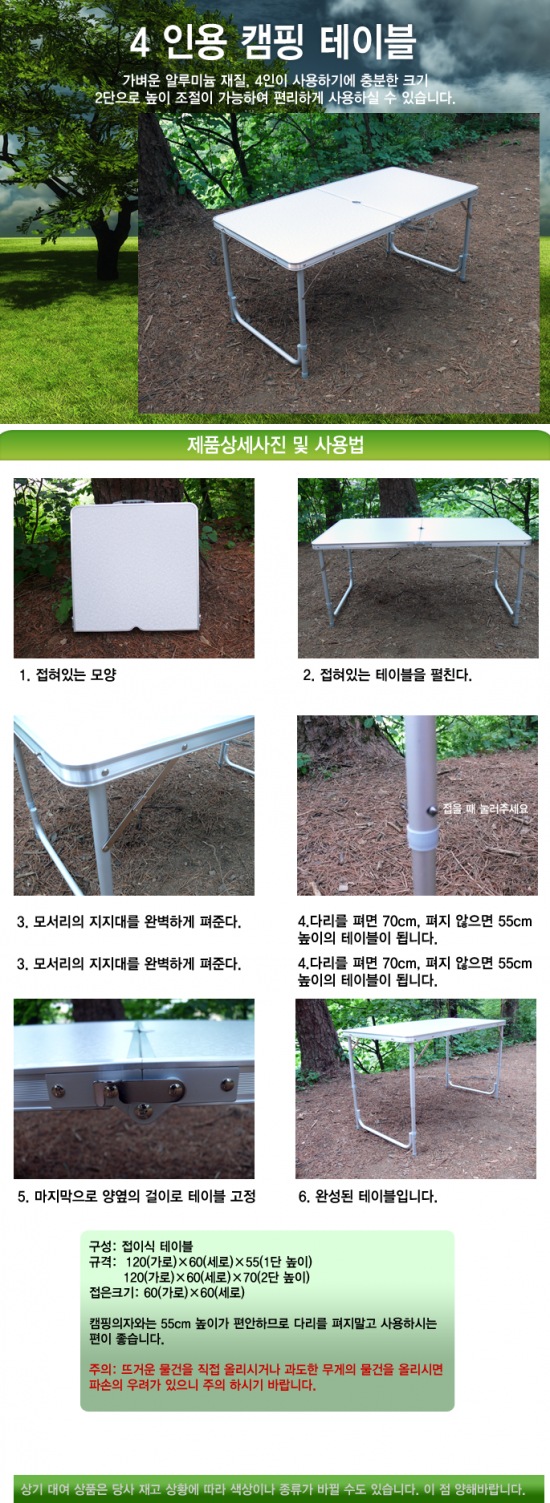 4 인용 캠핑 테이블
가벼운 알루미늄 재질, 4인이 사용하기에 충분한 크기
2단으로 높이 조절이 가능하여 편리하게 사용하실 수 있습니다.
제품상세사진 및 사용법
1. 접혀있는 모양
2. 접혀있는 테이블을 펼친다.
접을 때 눌러주세요
3. 모서리의 지지대를 완벽하게 펴준다.
4.다리를 펴면 70cm, 펴지 않으면 55cm
높이의 테이블이 됩니다.
3. 모서리의 지지대를 완벽하게 펴준다.
4.다리를 펴면 70cm, 펴지 않으면 55cm
높이의 테이블이 됩니다.
5. 마지막으로 양옆의 걸이로 테이블 고정
6. 완성된 테이블입니다.
구성: 접이식 테이블
규격: 120(가로)×60(세로)×55(1단 높이)
120(가로)×60(세로)×70(2단 높이)
접은크기: 60(가로)×60(세로)
캠핑의자와는 55cm 높이가 편안하므로 다리를 펴지말고 사용하시는
편이 좋습니다.
주의: 뜨거운 물건을 직접 올리시거나 과도한 무게의 물건을 올리시면
파손의 우려가 있으니 주의 하시기 바랍니다.
상기 대여 상품은 당사 재고 상황에 따라 색상이나 종류가 바뀔 수도 있습니다. 이 점 양해바랍니다.